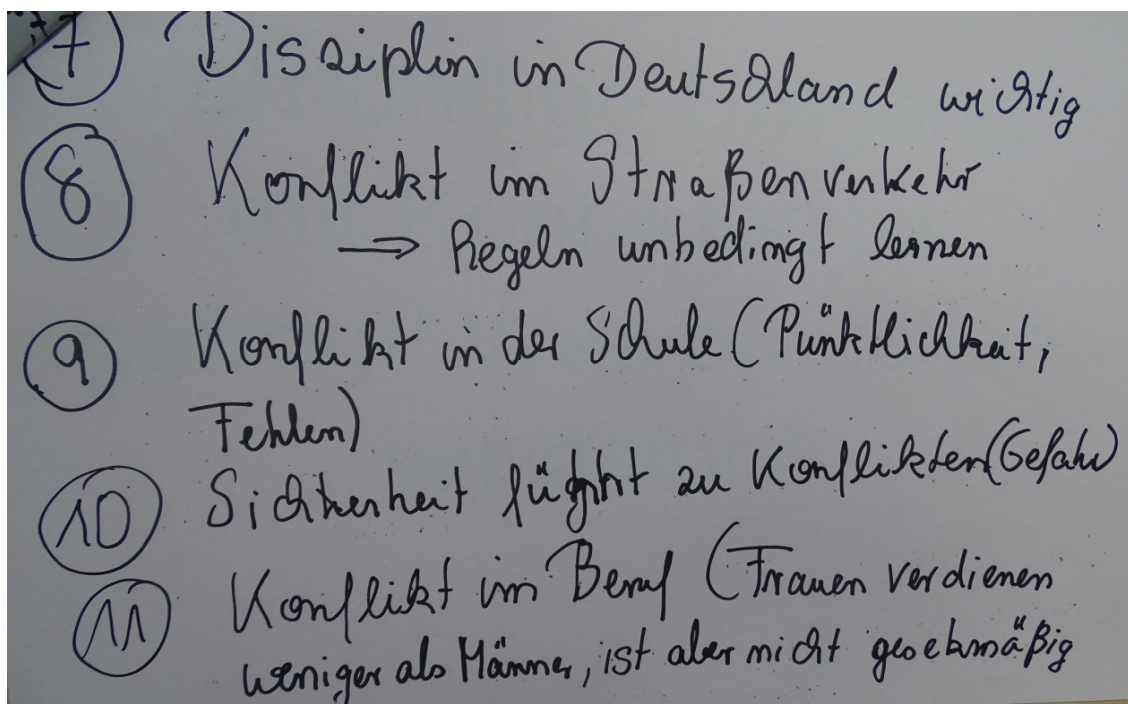 7 Disziplin in Deutschland wichtig
8 Konflikt im Straßenverkehr
→ Regeln unbedingt lernen
9 Konflikt in der Schule (Pünktlichkeit,
Fehlen)
10 Sicherheit führt zu Konflikten (Gefahr)
11 Konflikt im Beruf (Frauen verdienen
weniger als Männer, ist aber nicht